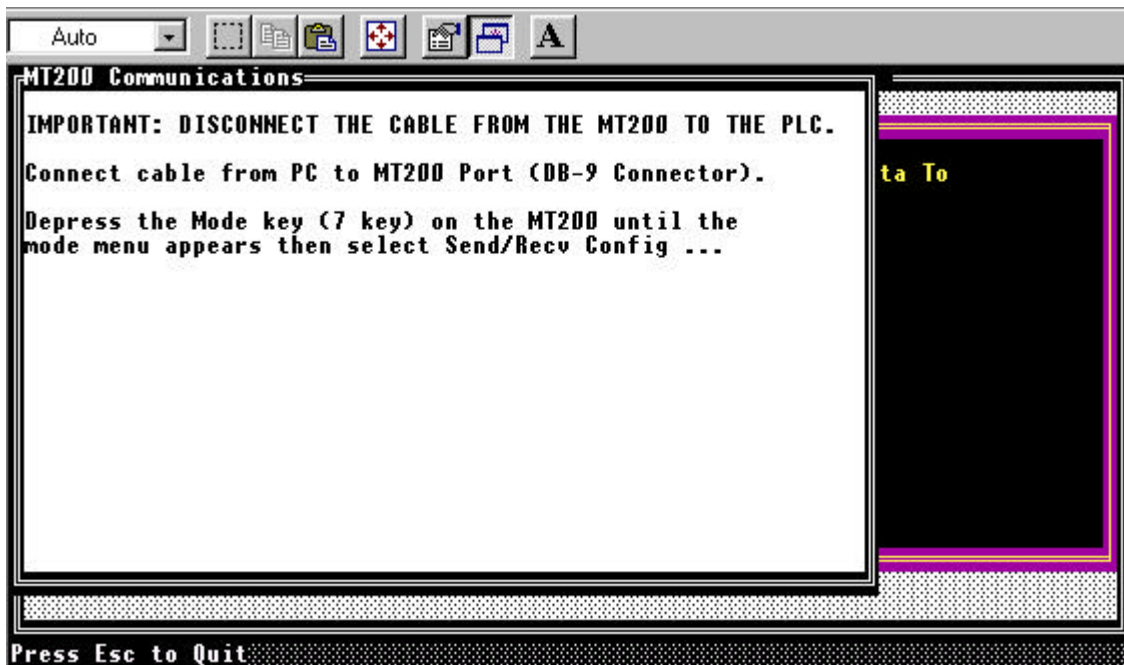 Auto
A
MT200 Communications
IMPORTANT: DISCONNECT THE CABLE FROM THE MT200 TO THE PLC.
Connect cable from PC to MT200 Port (DB-9 Connector).
ta To
Depress the Mode key (7 key) on the MT200 until the
mode menu appears then select Send/Recv Config ...
Press Esc to Quit